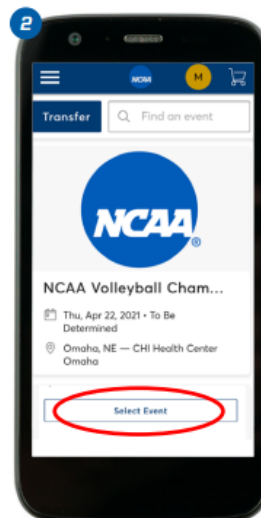 2
NCAA M
Transfer Find an event
NCAA®
NCAA Volleyball Cham...
Thu, Apr 22, 2021 • To Be
Determined
Omaha, NE — CHI Health Center
Omaha
Select Event